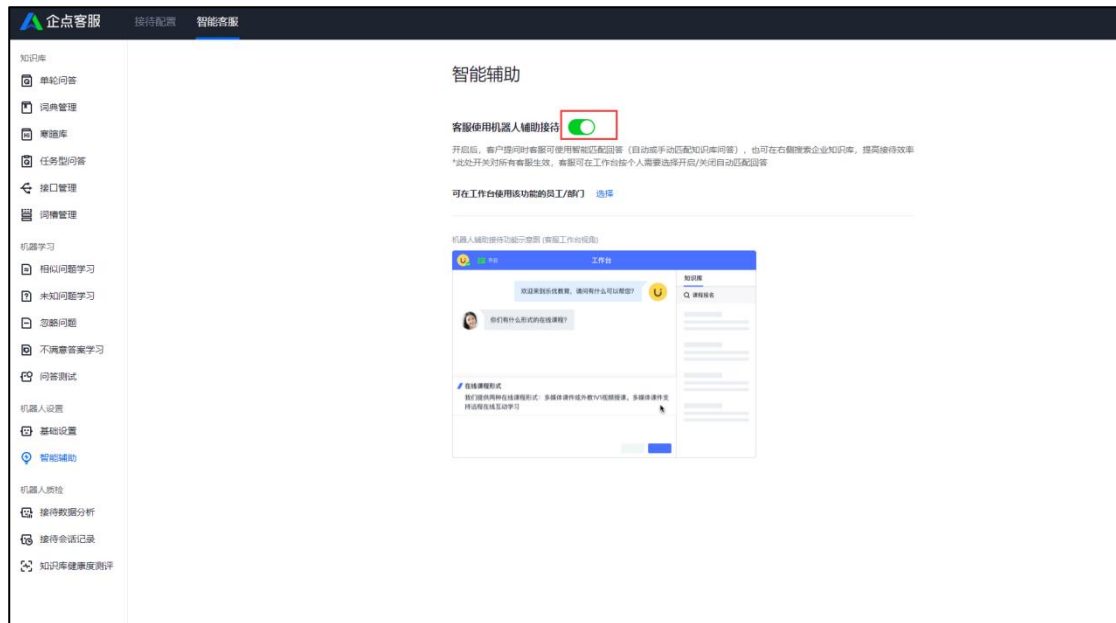 企点客服
接待配置
智能客服
知识库
单轮问答
词典管理
寒暄库
任务型问答
接口管理
词槽管理
机器学习
相似问题学习
未知问题学习
忽略问题
不满意答案学习
问答测试
机器人设置
基础设置
智能辅助
机器人质检
接待数据分析
接待会话记录
知识库健康度测评
智能辅助
客服使用机器人辅助接待
开启后，客户提问时客服可使用智能匹配回答（自动或手动匹配知识库问答），也可在右侧搜索企业知识库，提高接待效率
*此处开关对所有客服生效，客服可在工作台按个人需要选择开启/关闭自动匹配回答
可在工作台使用该功能的员工/部门 选择
机器人辅助接待功能示意图 (客服工作台视角)
工作台
知识库
课程报名
欢迎来到乐优教育，请问有什么可以帮您？
你们有什么形式的在线课程？
在线课程形式
我们提供两种在线课程形式：多媒体课件或外教1V1视频授课，多媒体课件支
持远程在线互动学习